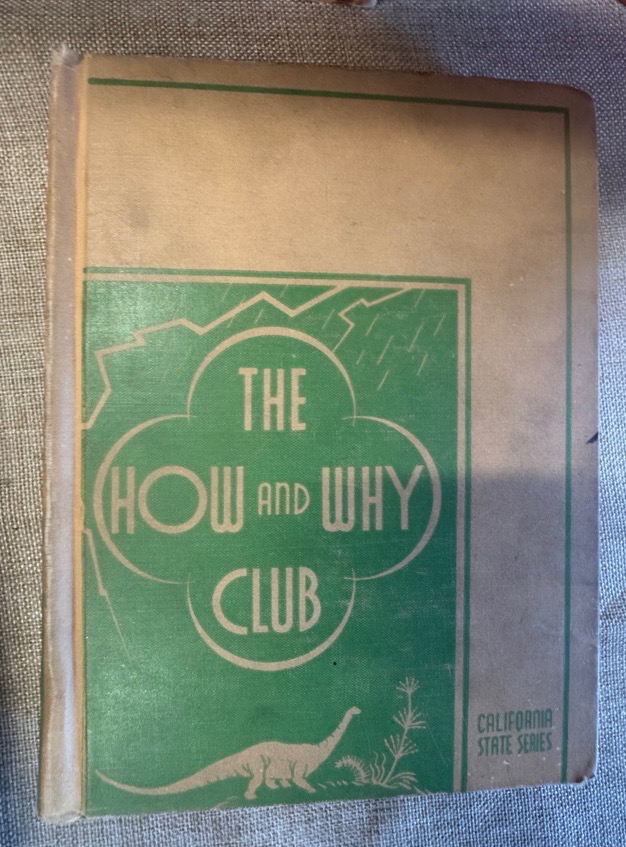 THE
HOW AND WHY
CLUB
CALIFORNIA
STATE SERIES